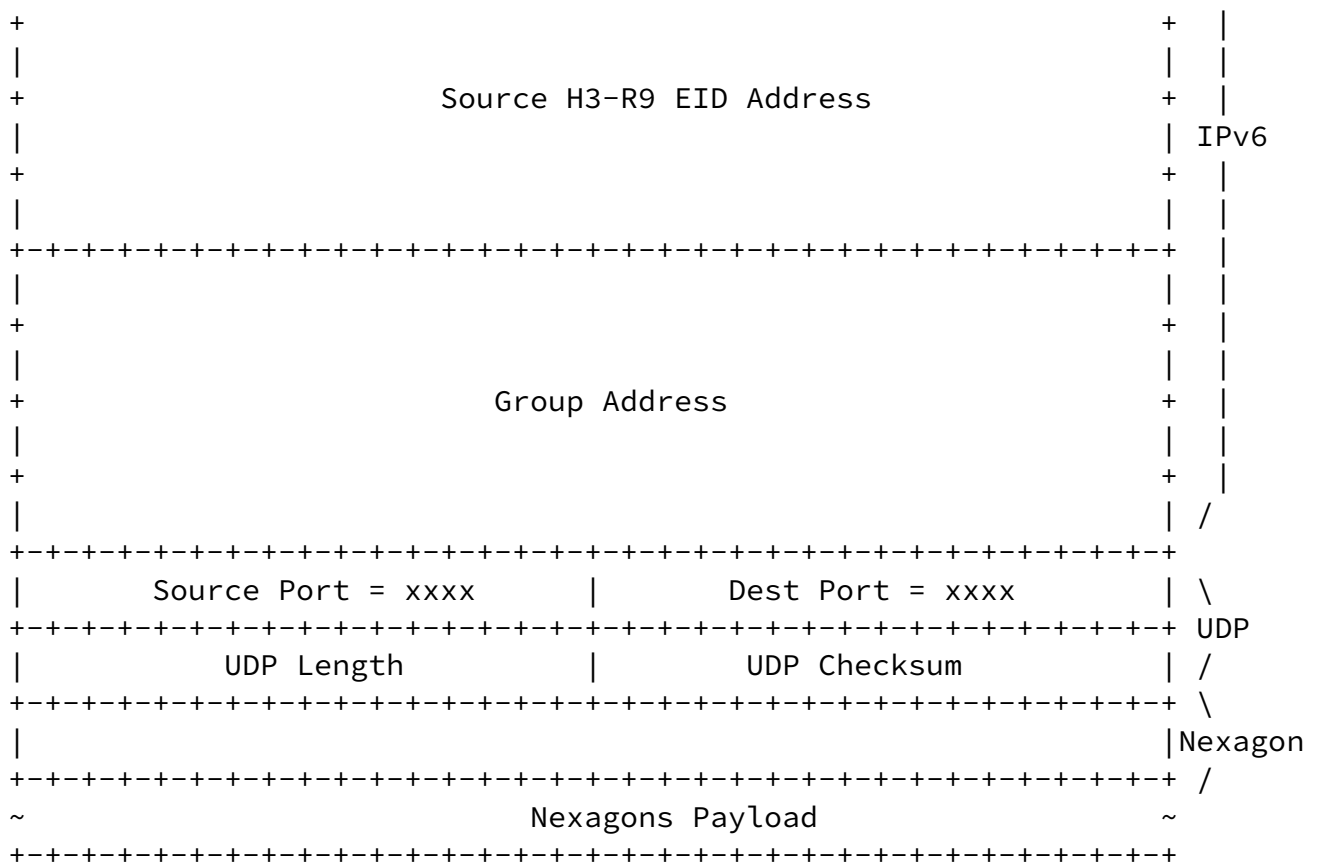 +                                                               +   |
|                                                               |   |
+                     Source H3-R9 EID Address                  +   |
|                                                               | IPv6
+                                                               +   |
|                                                               |   |
+-+-+-+-+-+-+-+-+-+-+-+-+-+-+-+-+-+-+-+-+-+-+-+-+-+-+-+-+-+-+-+-+   |
|                                                               |   |
+                                                               +   |
|                                                               |   |
+                          Group Address                        +   |
|                                                               |   |
+                                                               +   |
|                                                               | /
+-+-+-+-+-+-+-+-+-+-+-+-+-+-+-+-+-+-+-+-+-+-+-+-+-+-+-+-+-+-+-+-+
|       Source Port = xxxx      |       Dest Port = xxxx        | \
+-+-+-+-+-+-+-+-+-+-+-+-+-+-+-+-+-+-+-+-+-+-+-+-+-+-+-+-+-+-+-+-+ UDP
|           UDP Length          |        UDP Checksum           | /
+-+-+-+-+-+-+-+-+-+-+-+-+-+-+-+-+-+-+-+-+-+-+-+-+-+-+-+-+-+-+-+-+ \
|                                                               |Nexagon
+-+-+-+-+-+-+-+-+-+-+-+-+-+-+-+-+-+-+-+-+-+-+-+-+-+-+-+-+-+-+-+-+ /
~                            Nexagons Payload                   ~
+-+-+-+-+-+-+-+-+-+-+-+-+-+-+-+-+-+-+-+-+-+-+-+-+-+-+-+-+-+-+-+-+